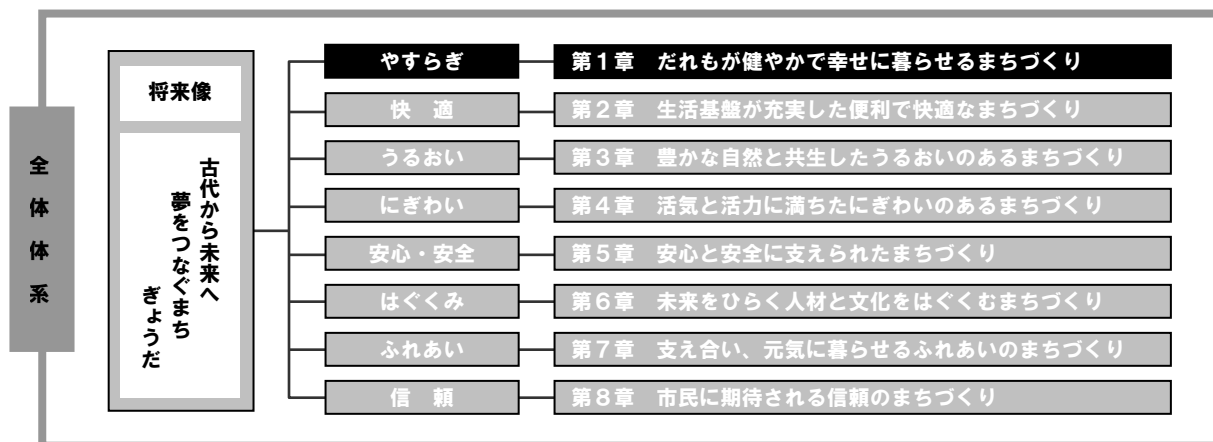 全体体系
将来像
古代から未来へ
夢をつなぐまち
ぎょうだ
やすらぎ
第１章　だれもが健やかで幸せに暮らせるまちづくり
快　適
第２章　生活基盤が充実した便利で快適なまちづくり
うるおい
第３章　豊かな自然と共生したうるおいのあるまちづくり
にぎわい
第４章　活気と活力に満ちたにぎわいのあるまちづくり
安心・安全
第５章　安心と安全に支えられたまちづくり
はぐくみ
第６章　未来をひらく人材と文化をはぐくむまちづくり
ふれあい
第７章　支え合い、元気に暮らせるふれあいのまちづくり
信　頼
第８章　市民に期待される信頼のまちづくり